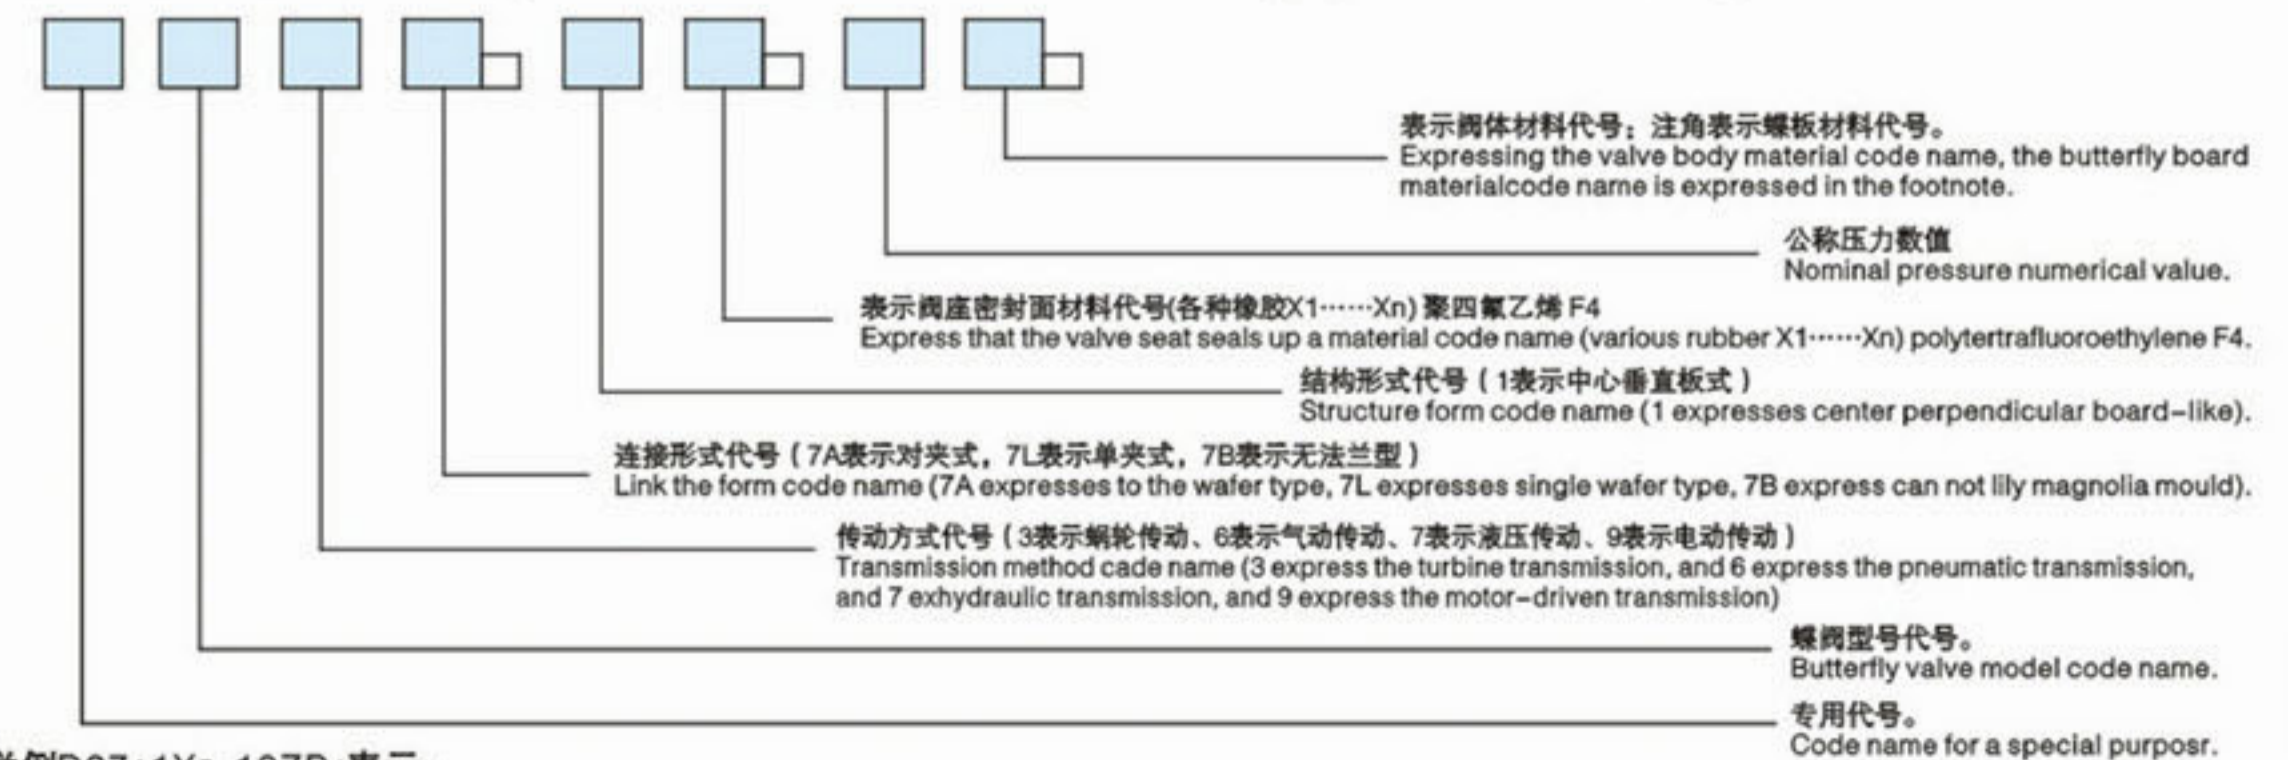 表示阀体材料代号；注角表示蝶板材料代号。
Expressing the valve body material code name, the butterfly board
materialcode name is expressed in the footnote.
公称压力数值
Nominal pressure numerical value.
表示阀座密封面材料代号(各种橡胶X1······Xn) 聚四氟乙烯 F4
Express that the valve seat seals up a material code name (various rubber X1······Xn) polytertrafluoroethylene F4.
结构形式代号（1表示中心垂直板式）
Structure form code name (1 expresses center perpendicular board-like).
连接形式代号（7A表示对夹式，7L表示单夹式，7B表示无法兰型）
Link the form code name (7A expresses to the wafer type, 7L expresses single wafer type, 7B express can not lily magnolia mould).
传动方式代号（3表示蜗轮传动、6表示气动传动、7表示液压传动、9表示电动传动）
Transmission method cade name (3 express the turbine transmission, and 6 express the pneumatic transmission,
and 7 exhydraulic transmission, and 9 express the motor-driven transmission)
蝶阀型号代号。
Butterfly valve model code name.
专用代号。
Code name for a special purposr.